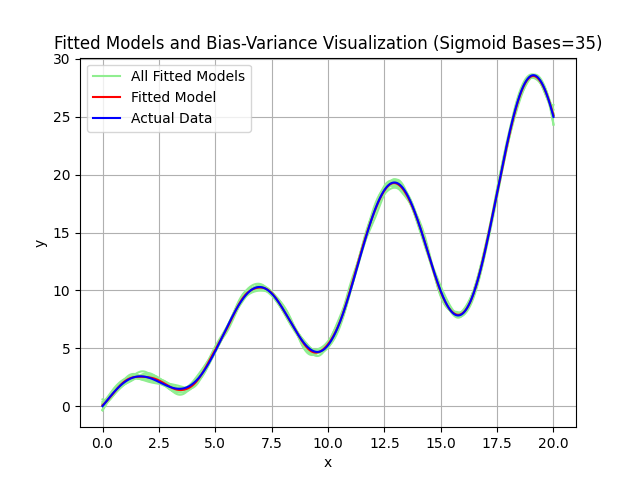 Fitted Models and Bias-Variance Visualization (Sigmoid Bases=35)
All Fitted Models
Fitted Model
Actual Data
30
25
20
15
10
5
0
y
0.0 2.5 5.0 7.5 10.0 12.5 15.0 17.5 20.0
x